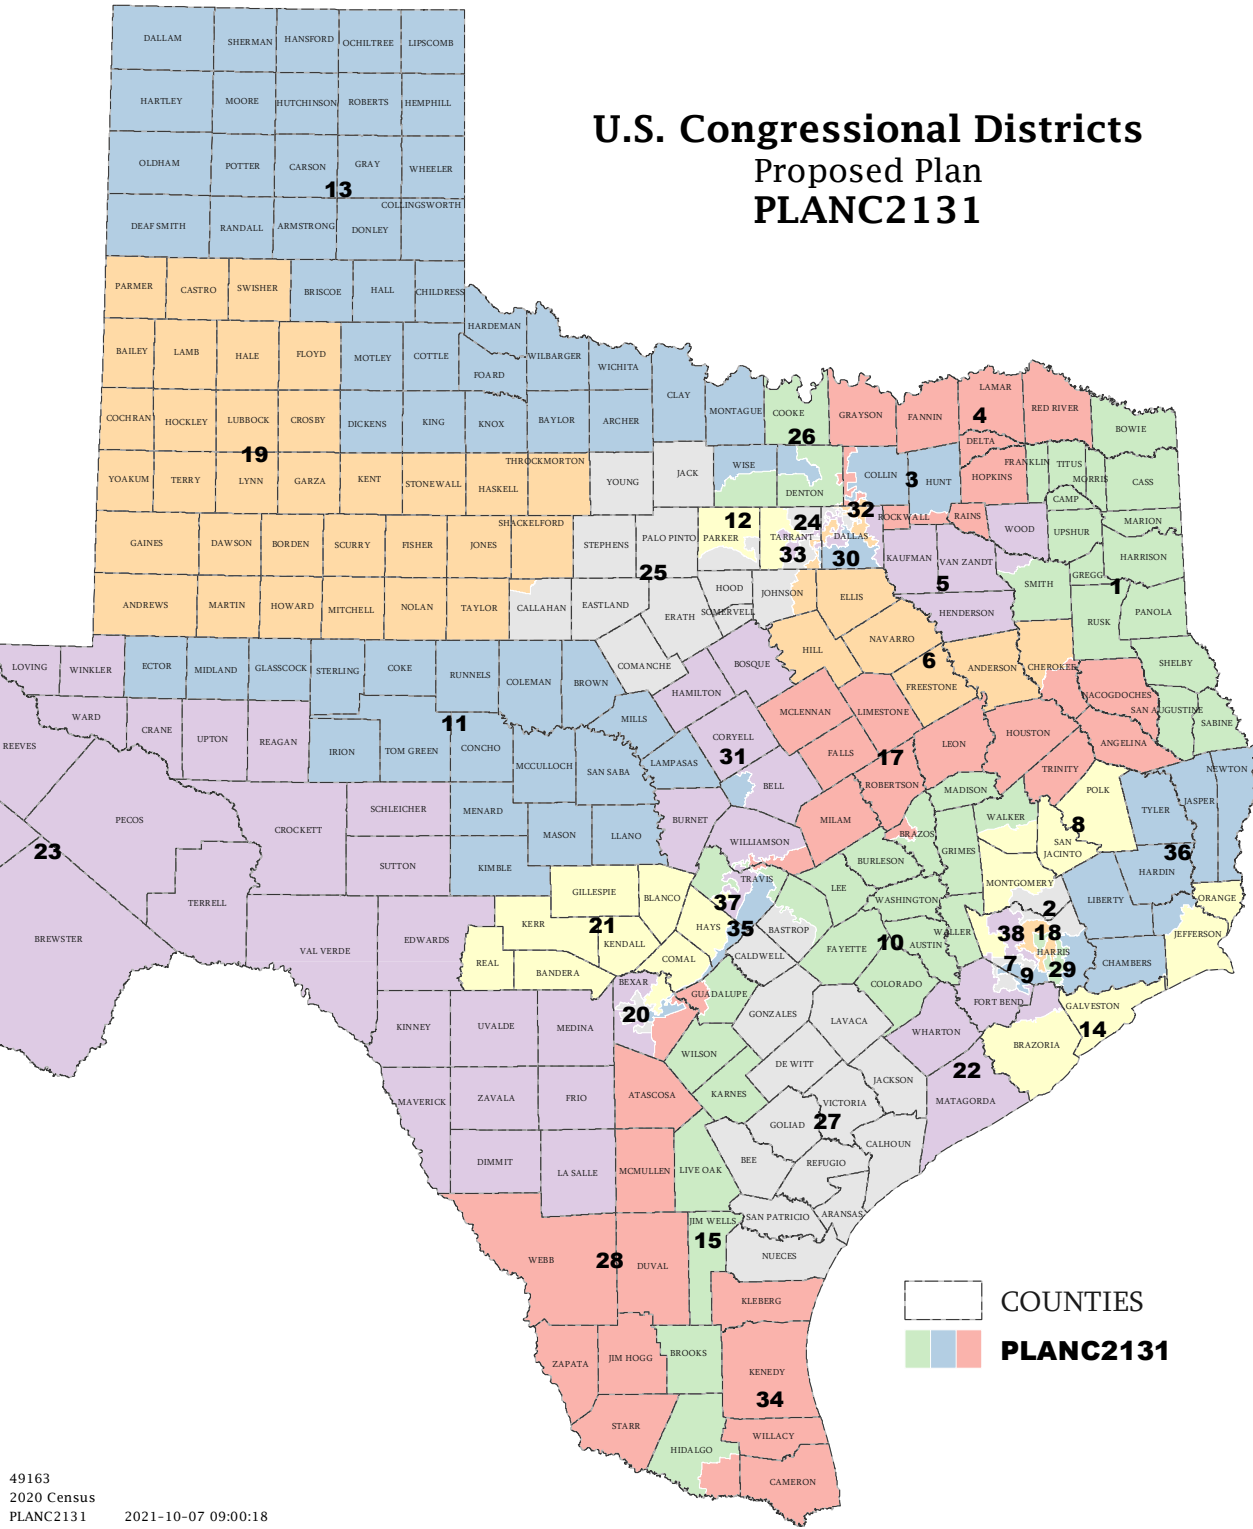 U.S. Congressional Districts
Proposed Plan
PLANC2131
DALLAM
SHERMAN
HANSFORD
OCHILTREE
LIPSCOMB
HARTLEY
MOORE
HUTCHINSON
ROBERTS
HEMPHILL
OLDHAM
POTTER
CARSON
GRAY
WHEELER
13
COLLINGSWORTH
DEAF SMITH
RANDALL
ARMSTRONG
DONLEY
PARMER
CASTRO
SWISHER
BRISCOE
HALL
CHILDRESS
HARDEMAN
BAILEY
LAMB
HALE
FLOYD
MOTLEY
COTTLE
FOARD
WILBARGER
WICHITA
CLAY
COCHRAN
HOCKLEY
LUBBOCK
CROSBY
DICKENS
KING
KNOX
BAYLOR
ARCHER
MONTAGUE
COOKE
GRAYSON
FANNIN
LAMAR
4
RED RIVER
BOWIE
26
DELTA
19
YOAKUM
TERRY
LYNN
GARZA
KENT
STONEWALL
HASKELL
THROCKMORTON
YOUNG
JACK
WISE
DENTON
COLLIN
3
HUNT
HOPKINS
FRANKLIN
TITUS
MORRIS
CASS
CAMP
GAINES
DAWSON
BORDEN
SCURRY
FISHER
JONES
SHACKELFORD
STEPHENS
PALO PINTO
12
PARKER
24
TARRANT
33
32
DALLAS
30
ROCKWALL
RAINS
WOOD
UPSHUR
MARION
HARRISON
KAUFMAN
VAN ZANDT
5
SMITH
GREGG
1
25
ANDREWS
MARTIN
HOWARD
MITCHELL
NOLAN
TAYLOR
CALLAHAN
EASTLAND
ERATH
HOOD
SOMERVELL
JOHNSON
ELLIS
HENDERSON
RUSK
PANOLA
NAVARRO
HILL
6
FREESTONE
ANDERSON
CHEROKEE
SHELBY
LOVING
WINKLER
ECTOR
MIDLAND
GLASSCOCK
STERLING
COKE
RUNNELS
COLEMAN
BROWN
COMANCHE
HAMILTON
BOSQUE
MCLENNAN
LIMESTONE
NACOGDOCHES
SAN AUGUSTINE
SABINE
WARD
CRANE
UPTON
REAGAN
IRION
TOM GREEN
11
CONCHO
MILLS
CORYELL
31
FALLS
17
LEON
HOUSTON
ANGELINA
REEVES
MCCULLOCH
SAN SABA
LAMPASAS
BELL
ROBERTSON
TRINITY
NEWTON
PECOS
CROCKETT
SCHLEICHER
MENARD
MASON
LLANO
BURNET
MILAM
MADISON
WALKER
POLK
8
TYLER
JASPER
23
SUTTON
KIMBLE
WILLIAMSON
BRAZOS
BURLESON
GRIMES
SAN
JACINTO
36
HARDIN
TERRELL
GILLESPIE
BLANCO
TRAVIS
37
LEE
WASHINGTON
MONTGOMERY
2
LIBERTY
ORANGE
BREWSTER
VAL VERDE
EDWARDS
KERR
21
KENDALL
HAYS
35
BASTROP
FAYETTE
10
AUSTIN
WALLER
38
18
HARRIS
JEFFERSON
REAL
BANDERA
COMAL
CALDWELL
7
9
29
CHAMBERS
BEXAR
20
GUADALUPE
GONZALES
COLORADO
FORT BEND
GALVESTON
14
KINNEY
UVALDE
MEDINA
WILSON
LAVACA
WHARTON
BRAZORIA
DE WITT
22
MAVERICK
ZAVALA
FRIO
ATASCOSA
KARNES
JACKSON
VICTORIA
MATAGORDA
GOLIAD
27
DIMMIT
LA SALLE
MCMULLEN
LIVE OAK
BEE
REFUGIO
CALHOUN
SAN PATRICIO
ARANSAS
JIM WELLS
15
WEBB
28
DUVAL
NUECES
KLEBERG
ZAPATA
JIM HOGG
BROOKS
KENEDY
34
STARR
HIDALGO
WILLACY
CAMERON
COUNTIES
PLANC2131
49163
2020 Census
PLANC2131 2021-10-07 09:00:18